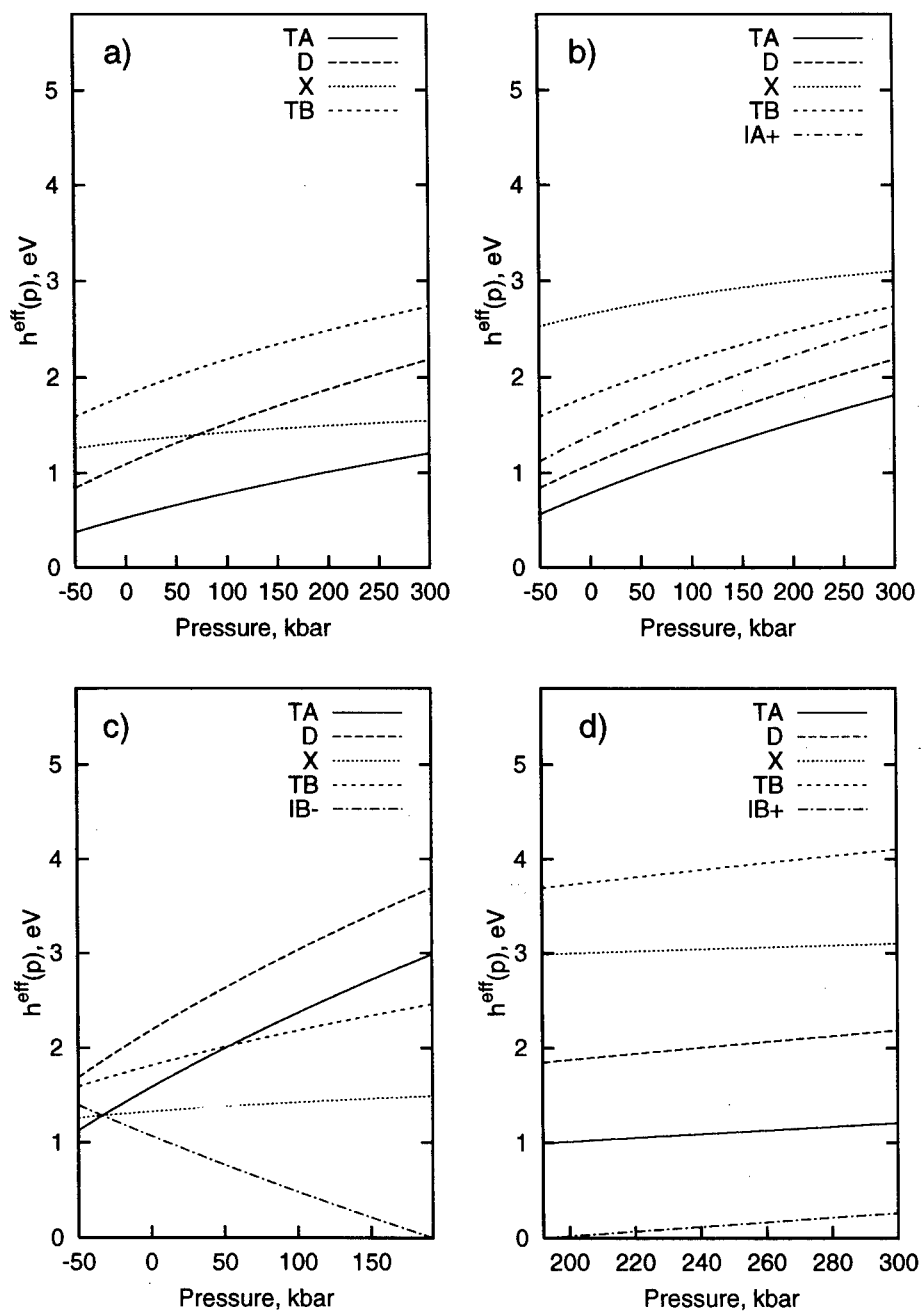 a)
TA
D
X
TB
5
4
3
2
1
0
h^eff(p), eV
-50 0 50 100 150 200 250 300
Pressure, kbar
b)
TA
D
X
TB
IA+
5
4
3
2
1
0
h^eff(p), eV
-50 0 50 100 150 200 250 300
Pressure, kbar
c)
TA
D
X
TB
IB-
5
4
3
2
1
0
h^eff(p), eV
-50 0 50 100 150
Pressure, kbar
d)
TA
D
X
TB
IB+
5
4
3
2
1
0
h^eff(p), eV
200 220 240 260 280 300
Pressure, kbar